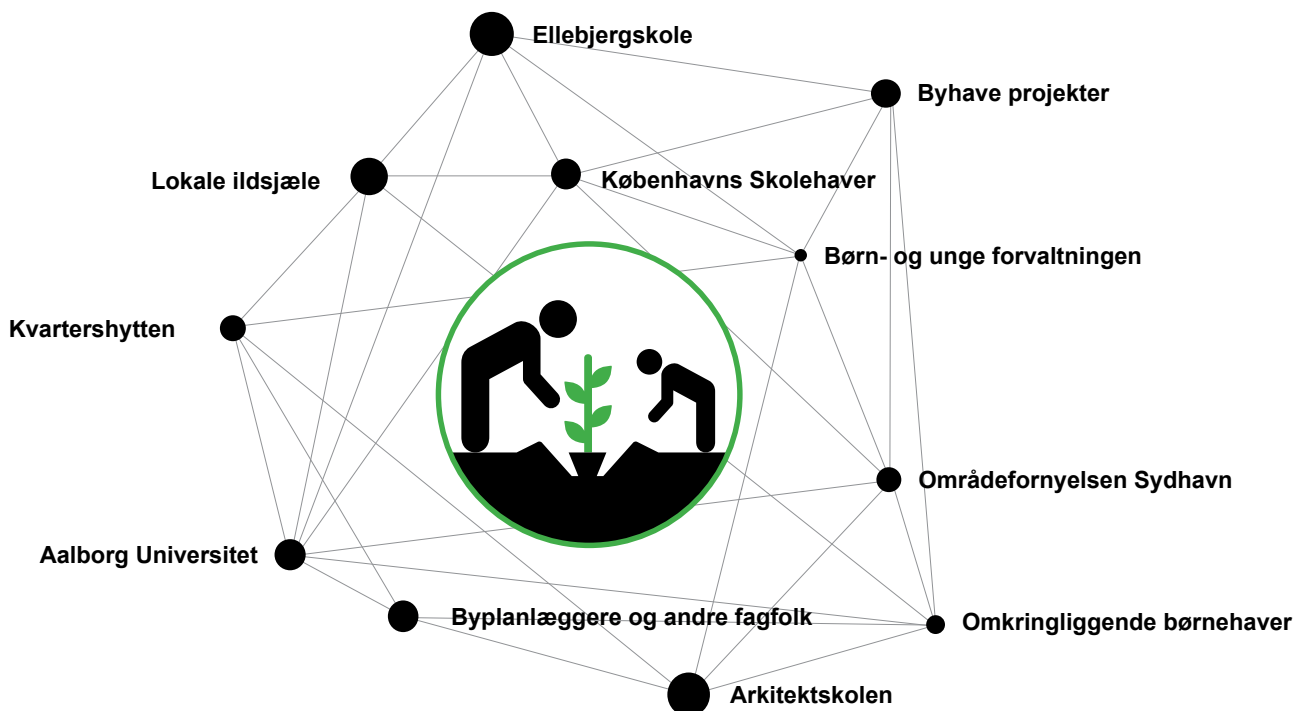 Ellebjergskole
Byhave projekter
Lokale ildsjæle
Københavns Skolehaver
Børn- og unge forvaltningen
Kvartershytten
Områdefornyelsen Sydhavn
Aalborg Universitet
Byplanlæggere og andre fagfolk
Omkringliggende børnehaver
Arkitektskolen